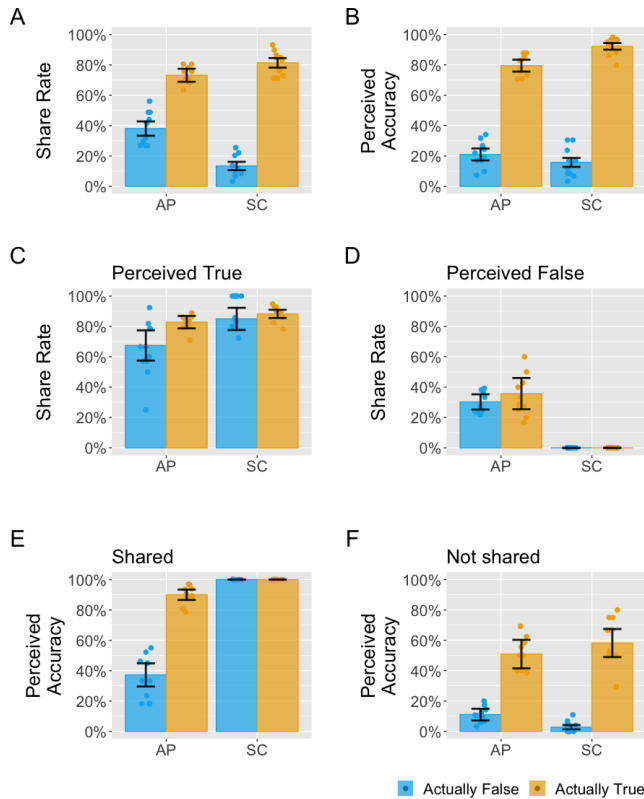 A
Share Rate
100%
80%
60%
40%
20%
0%
AP SC
B
Perceived
Accuracy
100%
80%
60%
40%
20%
0%
AP SC
C
Perceived True
Share Rate
100%
80%
60%
40%
20%
0%
AP SC
D
Perceived False
Share Rate
100%
80%
60%
40%
20%
0%
AP SC
E
Shared
Perceived
Accuracy
100%
80%
60%
40%
20%
0%
AP SC
F
Not shared
Perceived
Accuracy
100%
80%
60%
40%
20%
0%
AP SC
Actually False Actually True